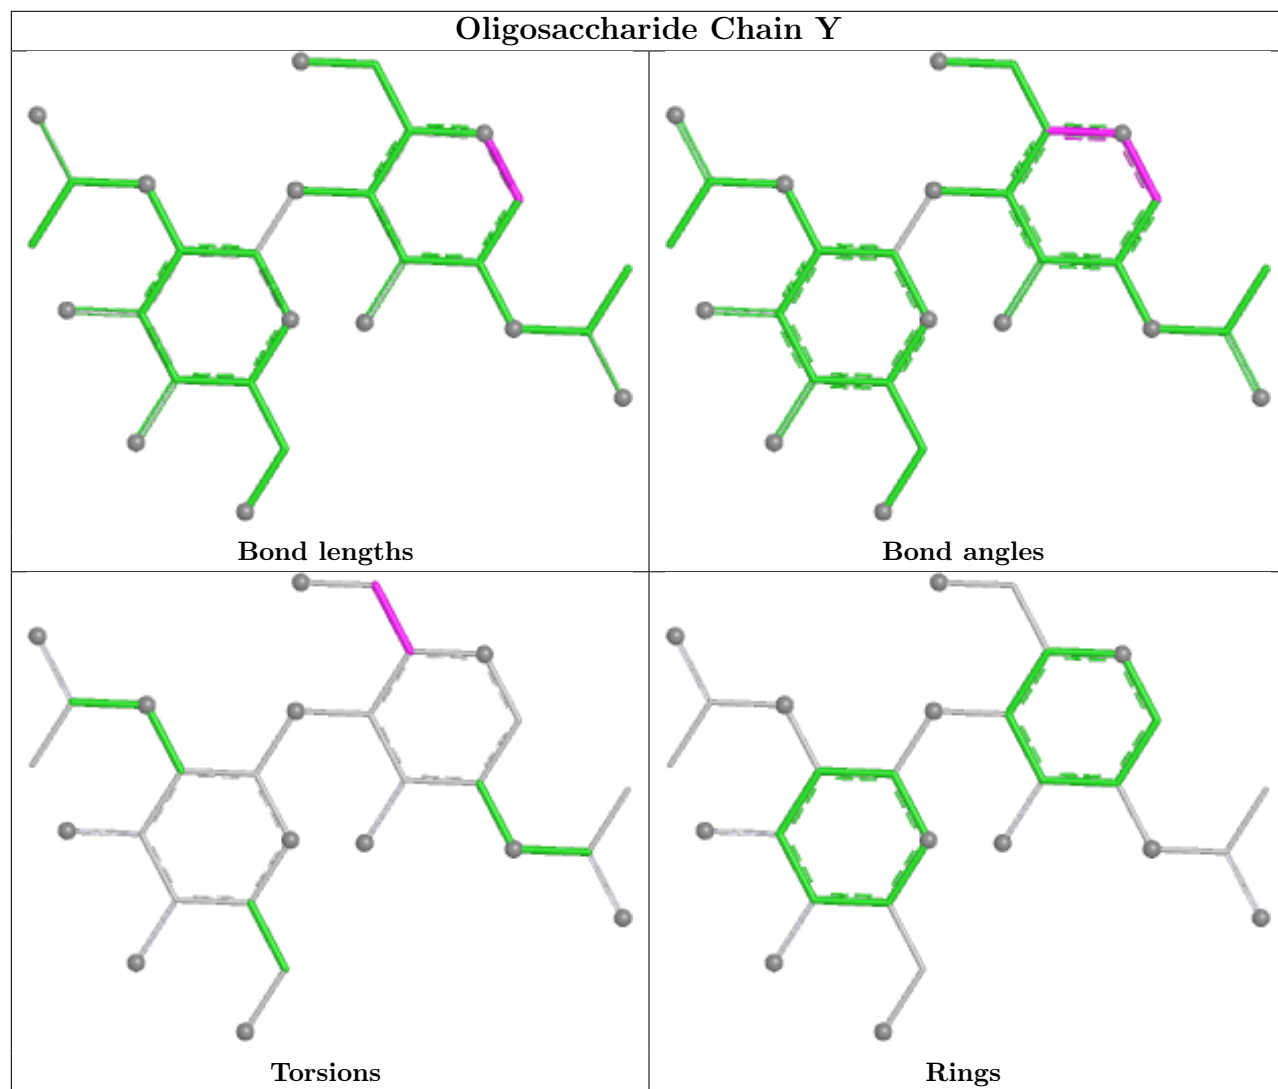 Oligosaccharide Chain Y
Bond lengths
Bond angles
Torsions
Rings